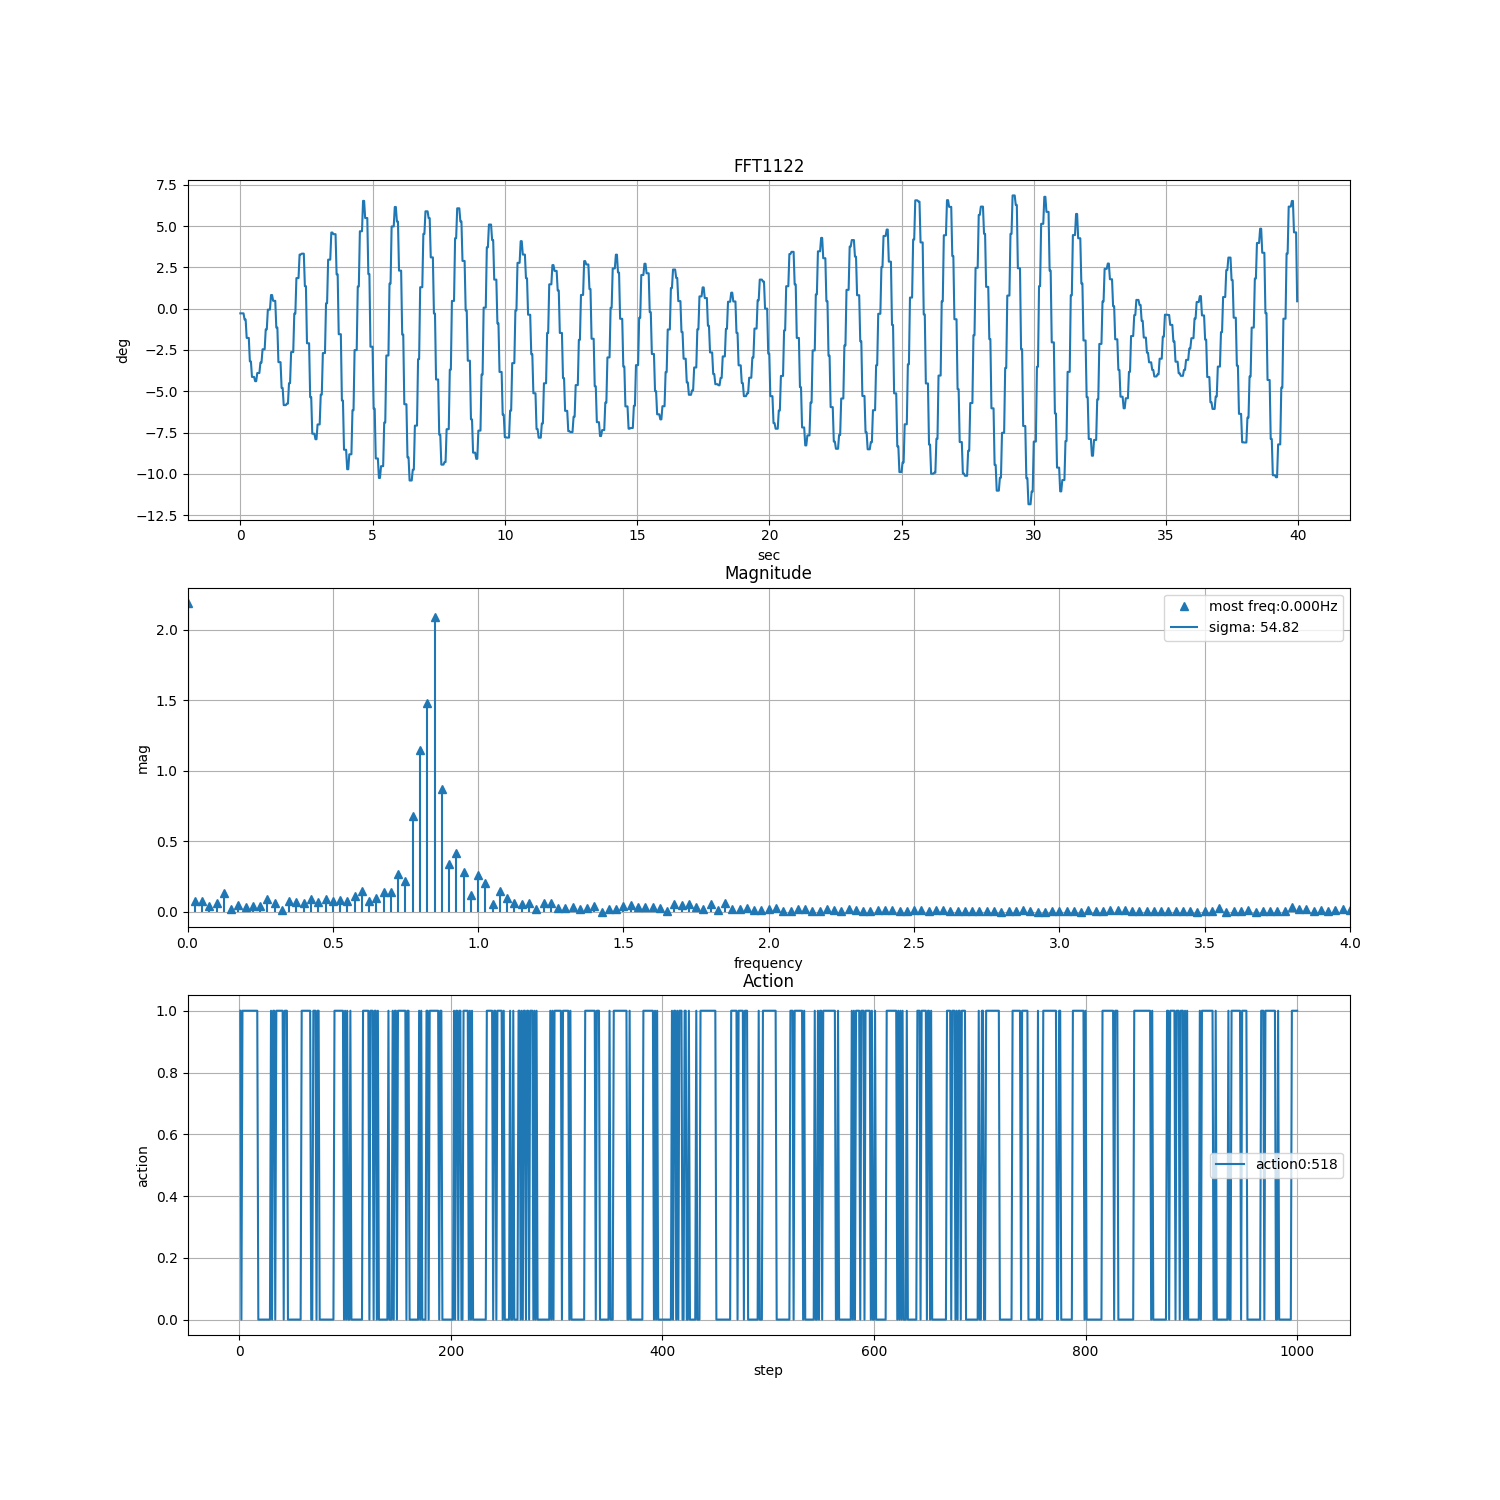 FFT1122
7.5
5.0
2.5
0.0
−2.5
−5.0
−7.5
−10.0
−12.5
deg
0 5 10 15 20 25 30 35 40
sec
Magnitude
most freq:0.000Hz
sigma: 54.82
2.0
1.5
1.0
0.5
0.0
mag
0.0 0.5 1.0 1.5 2.0 2.5 3.0 3.5 4.0
frequency
Action
1.0
0.8
0.6
0.4
0.2
0.0
action
action0:518
0 200 400 600 800 1000
step